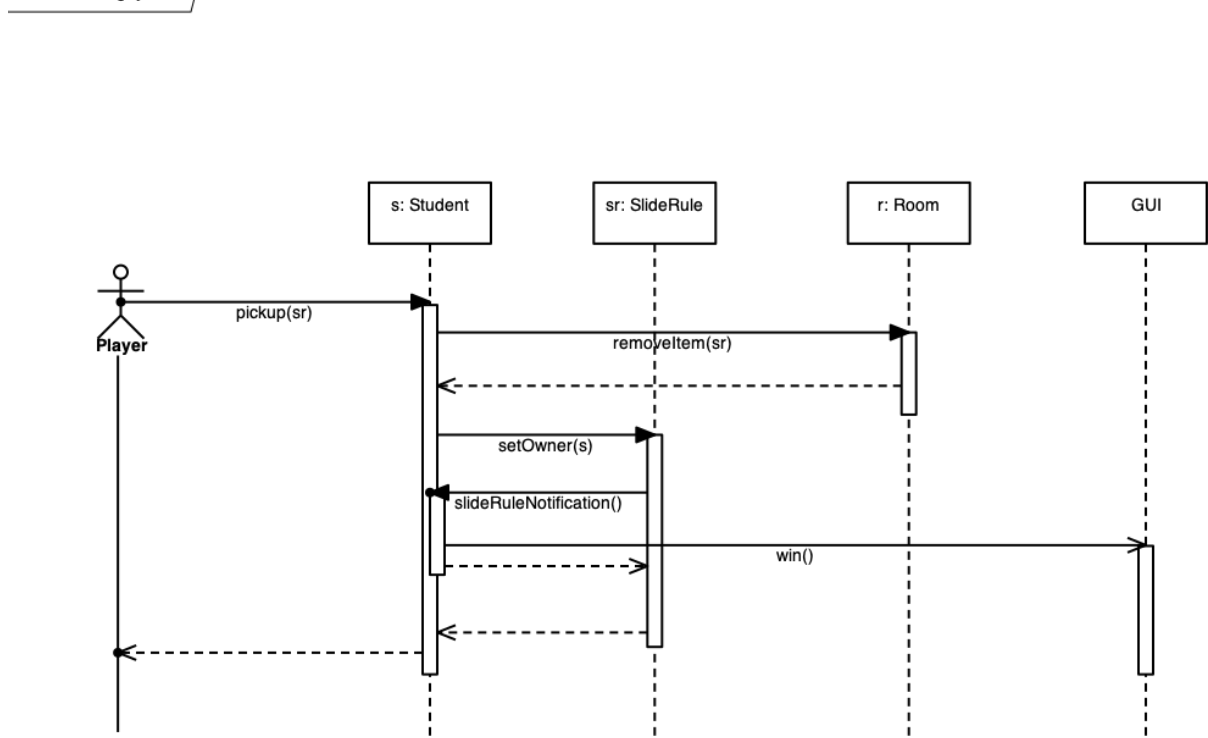 s: Student
sr: SlideRule
r: Room
GUI
pickup(sr)
Player
removeItem(sr)
setOwner(s)
slideRuleNotification()
win()